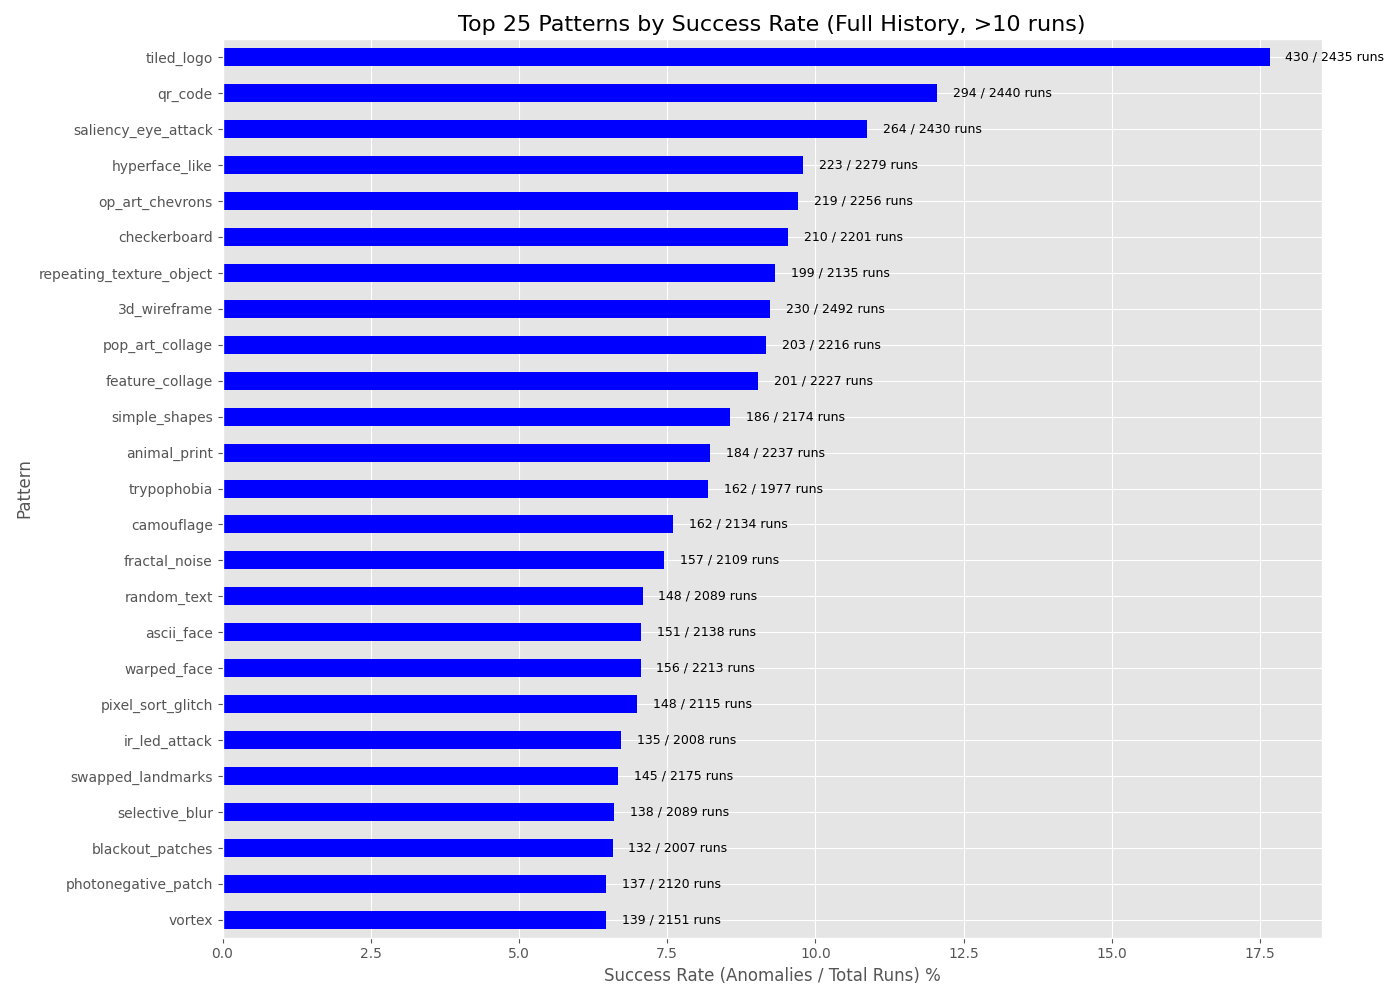 Top 25 Patterns by Success Rate (Full History, >10 runs)
tiled_logo 430 / 2435 runs
qr_code 294 / 2440 runs
saliency_eye_attack 264 / 2430 runs
hyperface_like 223 / 2279 runs
op_art_chevrons 219 / 2256 runs
checkerboard 210 / 2201 runs
repeating_texture_object 199 / 2135 runs
3d_wireframe 230 / 2492 runs
pop_art_collage 203 / 2216 runs
feature_collage 201 / 2227 runs
simple_shapes 186 / 2174 runs
animal_print 184 / 2237 runs
trypophobia 162 / 1977 runs
camouflage 162 / 2134 runs
fractal_noise 157 / 2109 runs
random_text 148 / 2089 runs
ascii_face 151 / 2138 runs
warped_face 156 / 2213 runs
pixel_sort_glitch 148 / 2115 runs
ir_led_attack 135 / 2008 runs
swapped_landmarks 145 / 2175 runs
selective_blur 138 / 2089 runs
blackout_patches 132 / 2007 runs
photonegative_patch 137 / 2120 runs
vortex 139 / 2151 runs
Pattern
0.0 2.5 5.0 7.5 10.0 12.5 15.0 17.5
Success Rate (Anomalies / Total Runs) %